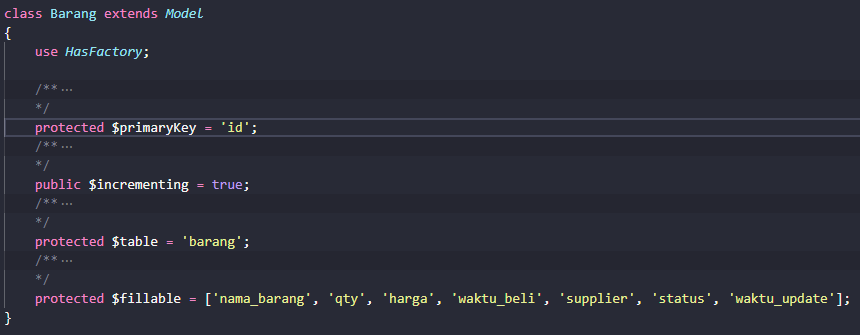 class Barang extends Model
{
use HasFactory;
/** ...
*/
protected $primaryKey = 'id';
/** ...
*/
public $incrementing = true;
/** ...
*/
protected $table = 'barang';
/** ...
*/
protected $fillable = ['nama_barang', 'qty', 'harga', 'waktu_beli', 'supplier', 'status', 'waktu_update'];
}